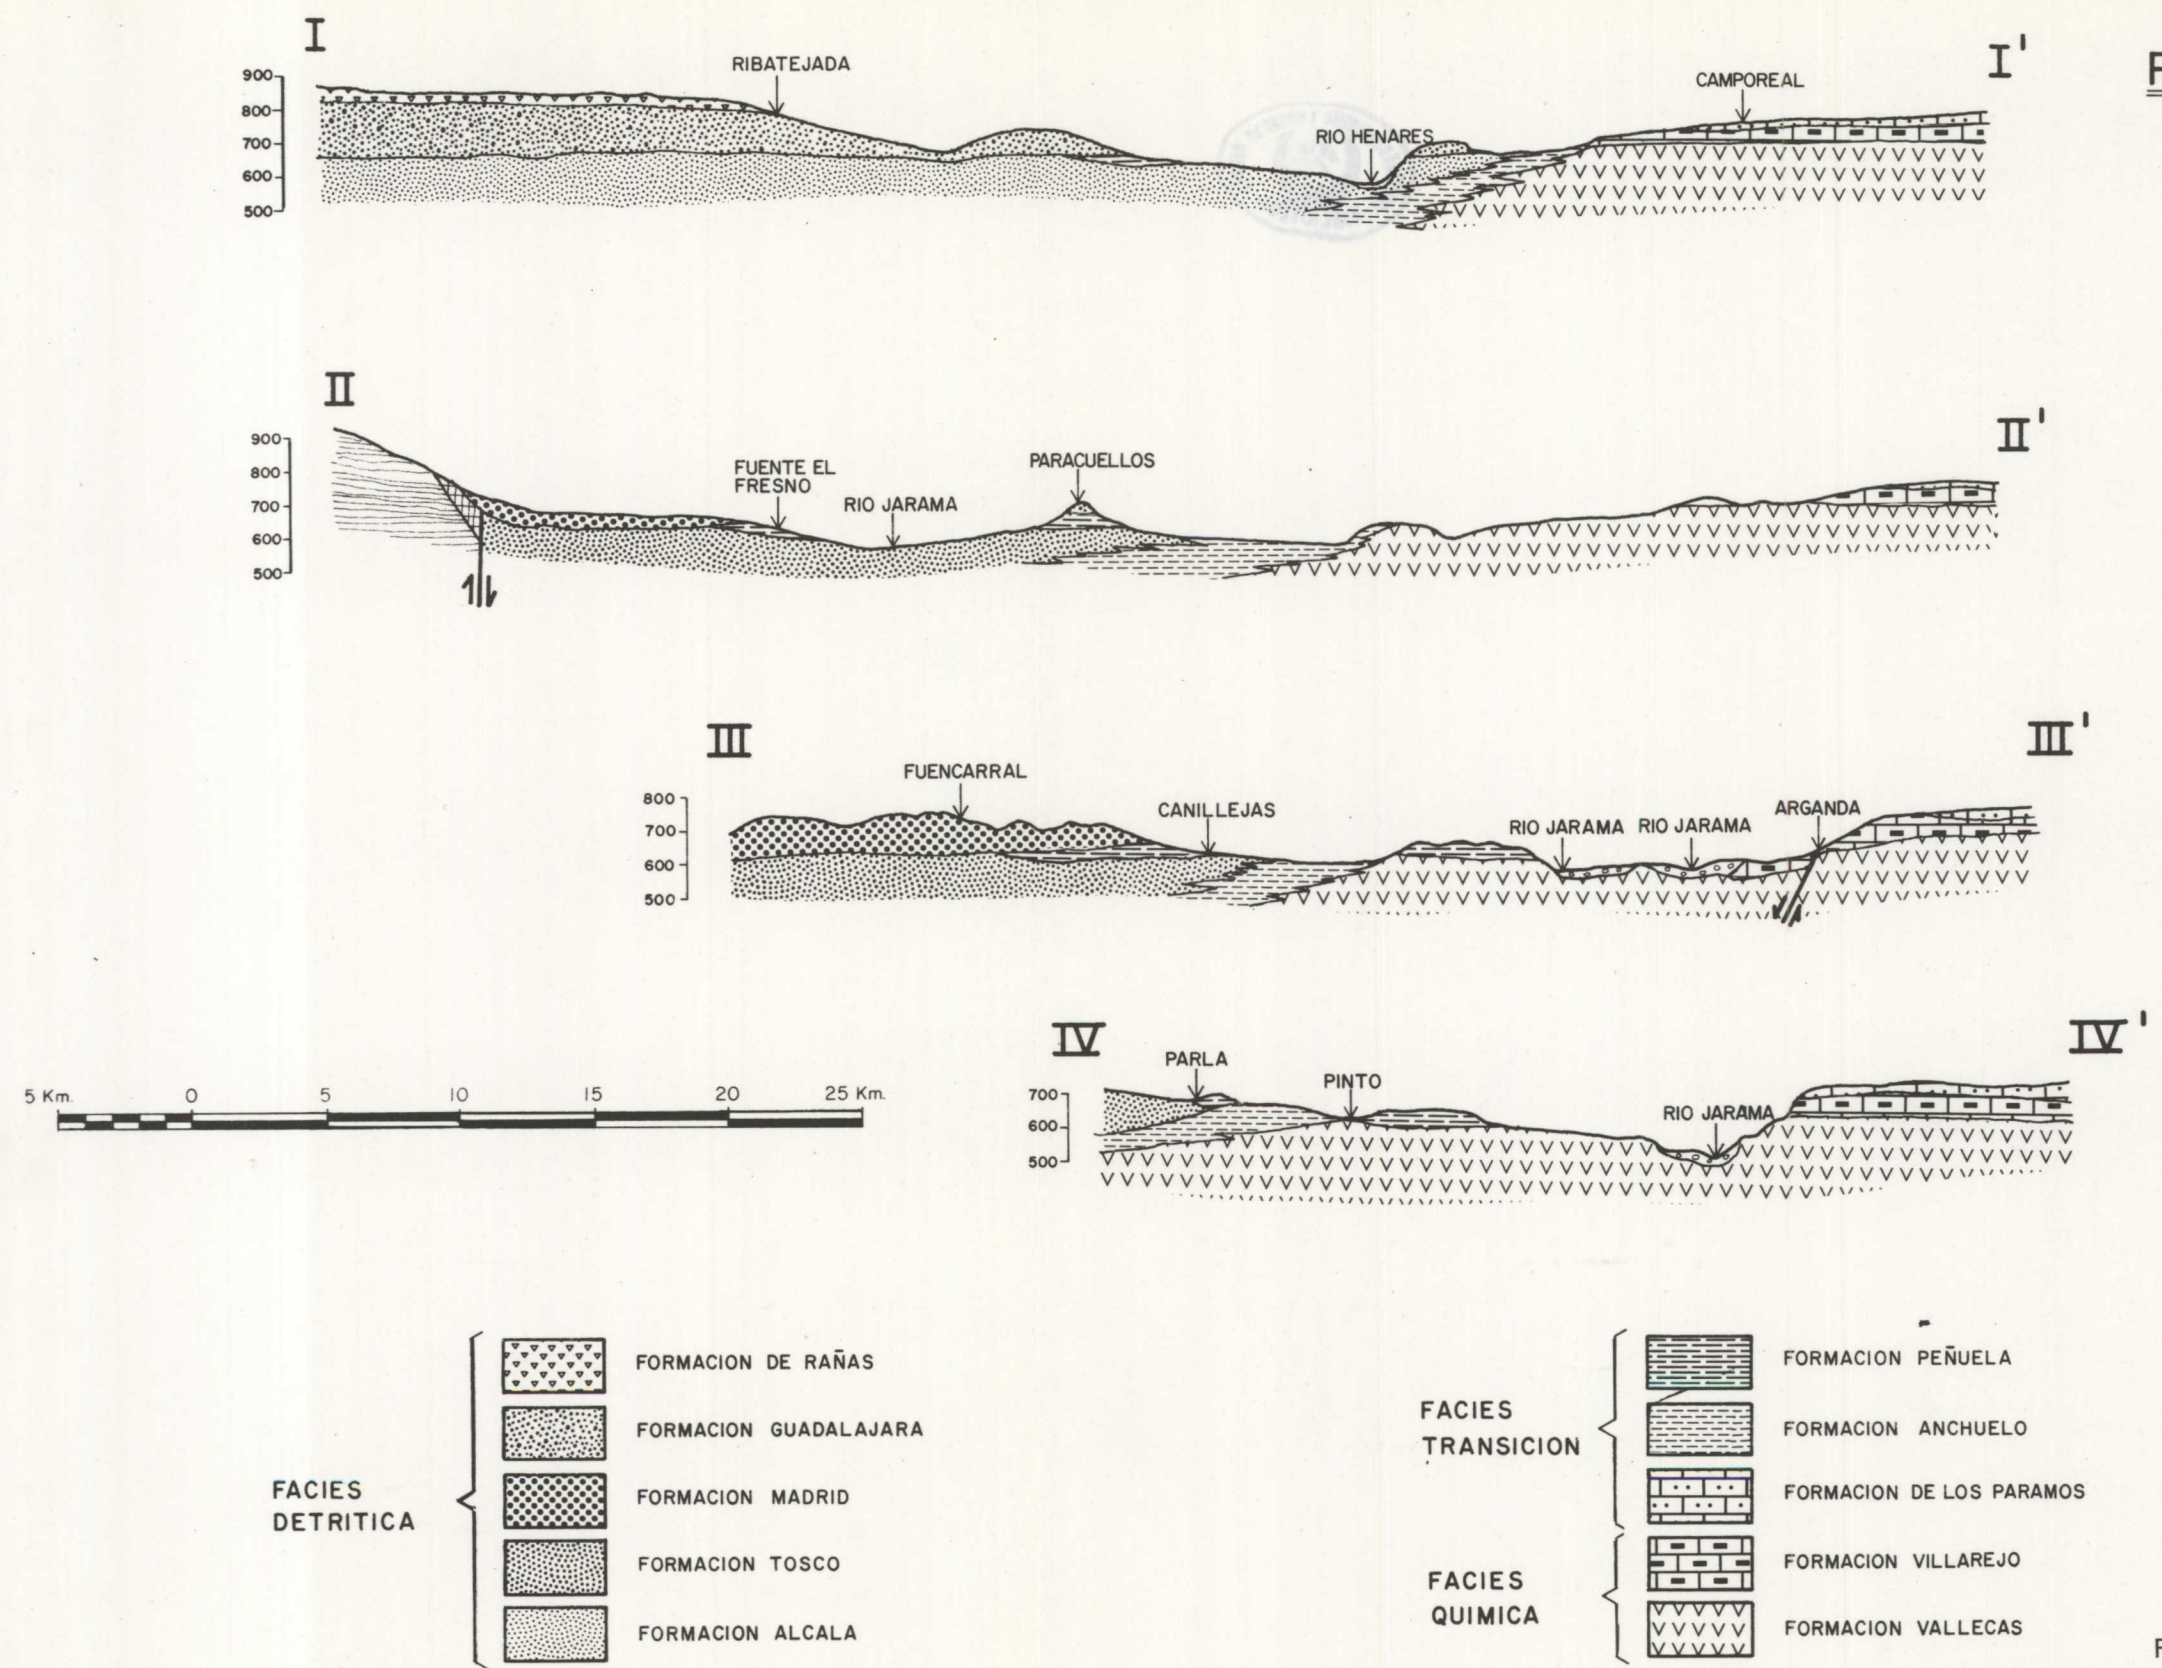 I
I'
900
800
700
600
500
RIBATEJADA
RIO HENARES
CAMPOREAL
II
II'
900
800
700
600
500
FUENTE EL
FRESNO
RIO JARAMA
PARACUELLOS
III
III'
800
700
600
500
FUENCARRAL
CANILLEJAS
RIO JARAMA
RIO JARAMA
ARGANDA
IV
IV'
700
600
500
PARLA
PINTO
RIO JARAMA
5 Km. 0 5 10 15 20 25 Km.
FACIES
DETRITICA
FORMACION DE RAÑAS
FORMACION GUADALAJARA
FORMACION MADRID
FORMACION TOSCO
FORMACION ALCALA
FACIES
TRANSICION
FORMACION PEÑUELA
FORMACION ANCHUELO
FORMACION DE LOS PARAMOS
FACIES
QUIMICA
FORMACION VILLAREJO
FORMACION VALLECAS